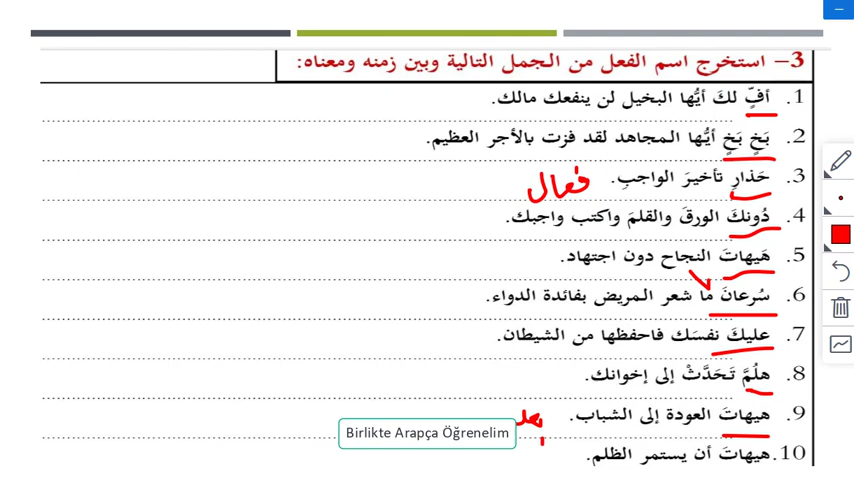 3– استخرج اسم الفعل من الجمل التالية وبين زمنه ومعناه:
1. أفٍّ لكَ أيُّها البخيل لن ينفعك مالك.
2. بَخٍ بَخٍ أيُّها المجاهد لقد فزت بالأجر العظيم.
3. حَذارِ تأخيرَ الواجبِ. فعال
4. دُونكَ الورقَ والقلمَ واكتب واجبك.
5. هَيهاتَ النجاح دون اجتهاد.
6. سُرعانَ ما شعر المريض بفائدة الدواء.
7. عليكَ نفسَك فاحفظها من الشيطان.
8. هلُمَّ تَحَدَّثْ إلى إخوانك.
9. هيهاتَ العودة إلى الشباب.
Birlikte Arapça Öğrenelim
10. هيهاتَ أن يستمر الظلم.